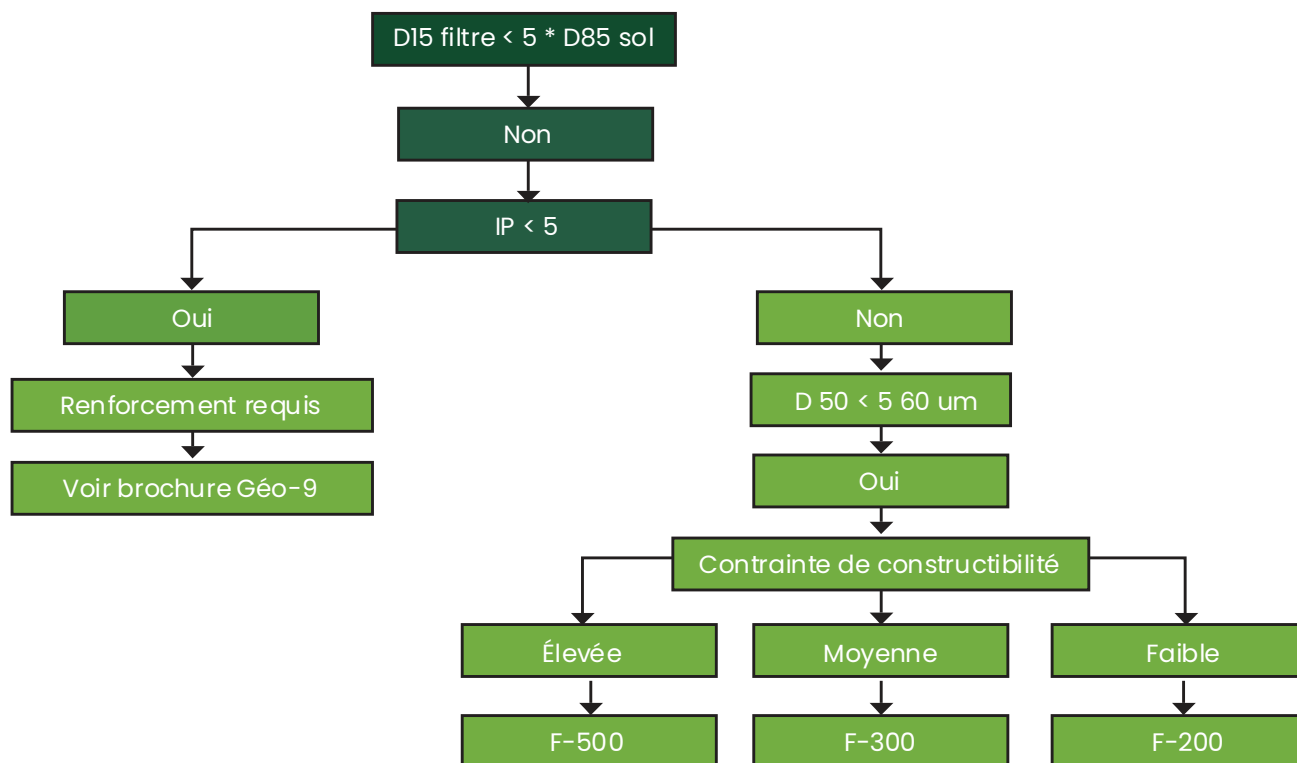 D15 filtre < 5 * D85 sol
Non
IP < 5
Oui
Non
Renforcement requis
D 50 < 5 60 um
Voir brochure Géo-9
Oui
Contrainte de constructibilité
Élevée
Moyenne
Faible
F-500
F-300
F-200